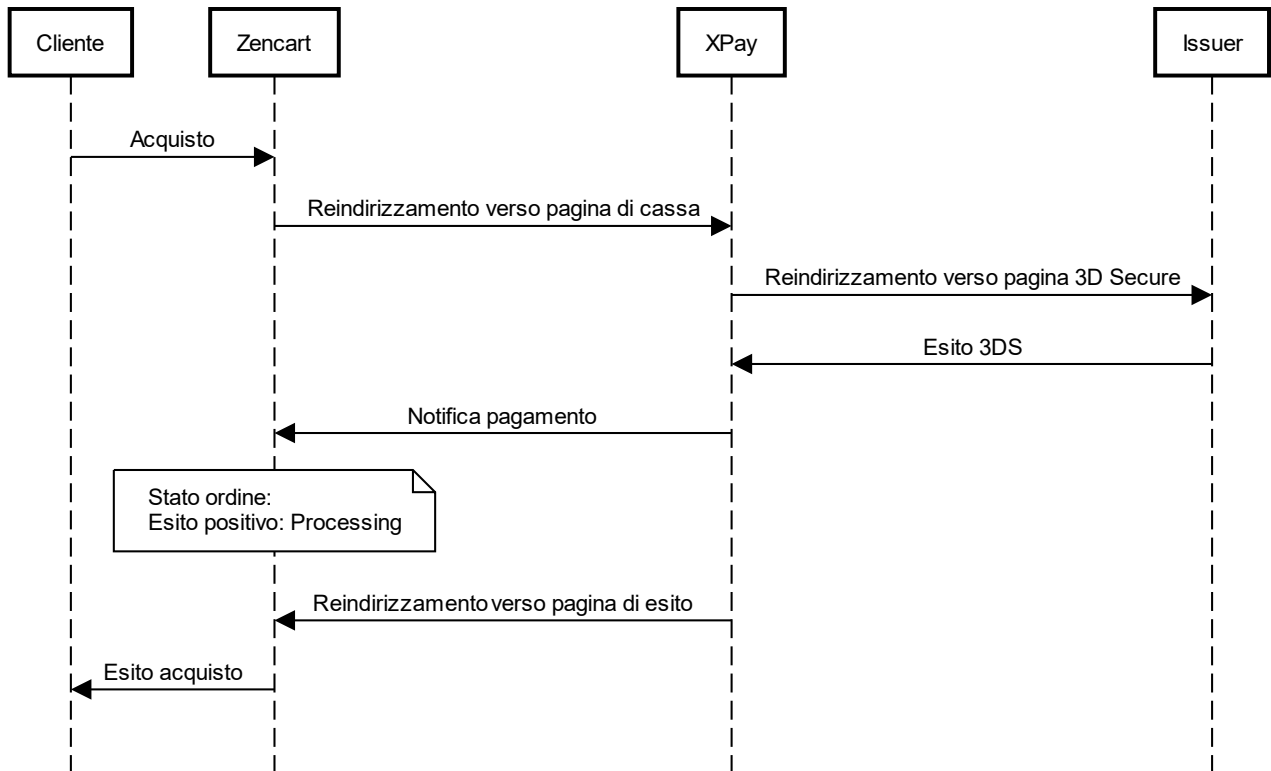 Cliente
Zencart
XPay
Issuer
Acquisto
Reindirizzamento verso pagina di cassa
Reindirizzamento verso pagina 3D Secure
Esito 3DS
Notifica pagamento
Stato ordine:
Esito positivo: Processing
Reindirizzamento verso pagina di esito
Esito acquisto